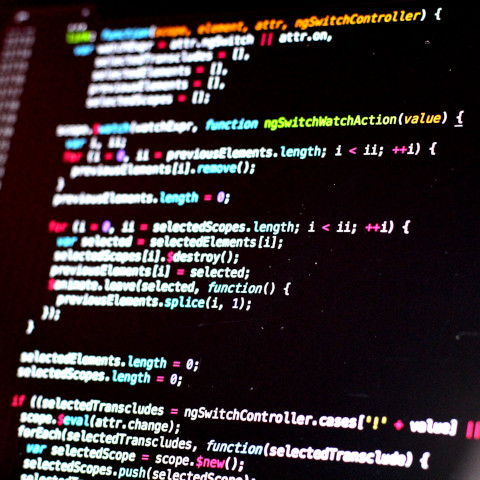 link: function(scope, element, attr, ngSwitchController) {
var watchExpr = attr.ngSwitch || attr.on,
selectedTranscludes = [],
selectedElements = [],
previousElements = [],
selectedScopes = [];
scope.$watch(watchExpr, function ngSwitchWatchAction(value) {
var i, ii;
for (i = 0, ii = previousElements.length; i < ii; ++i) {
previousElements[i].remove();
}
previousElements.length = 0;
for (i = 0, ii = selectedScopes.length; i < ii; ++i) {
var selected = selectedElements[i];
selectedScopes[i].$destroy();
previousElements[i] = selected;
$animate.leave(selected, function() {
previousElements.splice(i, 1);
});
}
selectedElements.length = 0;
selectedScopes.length = 0;
if ((selectedTranscludes = ngSwitchController.cases['!' + value] ||
scope.$eval(attr.change);
forEach(selectedTranscludes, function(selectedTransclude) {
var selectedScope = scope.$new();
selectedScopes.push(selectedScope);